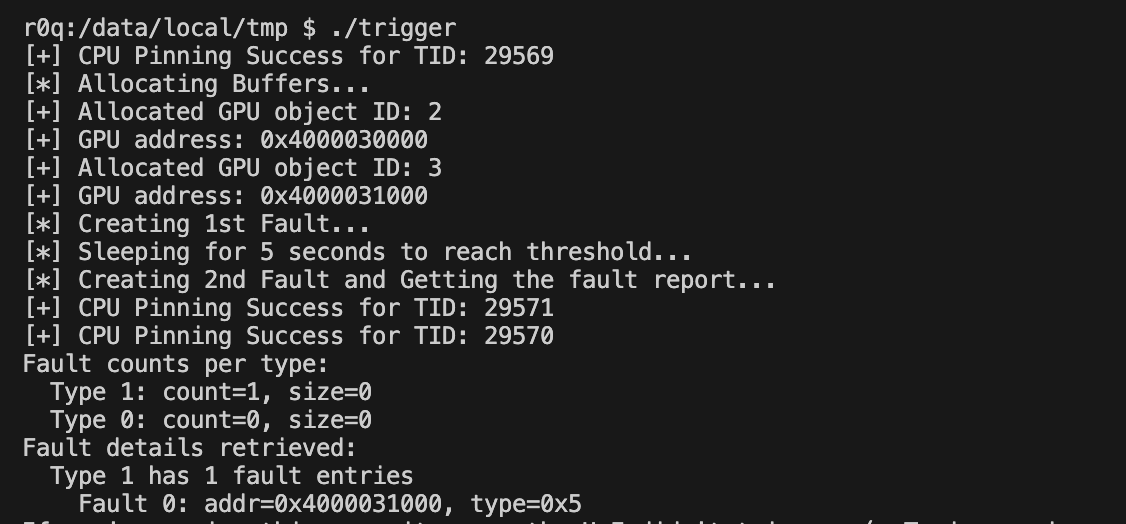 r0q:/data/local/tmp $ ./trigger
[+] CPU Pinning Success for TID: 29569
[*] Allocating Buffers...
[+] Allocated GPU object ID: 2
[+] GPU address: 0x4000030000
[+] Allocated GPU object ID: 3
[+] GPU address: 0x4000031000
[*] Creating 1st Fault...
[*] Sleeping for 5 seconds to reach threshold...
[*] Creating 2nd Fault and Getting the fault report...
[+] CPU Pinning Success for TID: 29571
[+] CPU Pinning Success for TID: 29570
Fault counts per type:
  Type 1: count=1, size=0
  Type 0: count=0, size=0
Fault details retrieved:
  Type 1 has 1 fault entries
    Fault 0: addr=0x4000031000, type=0x5